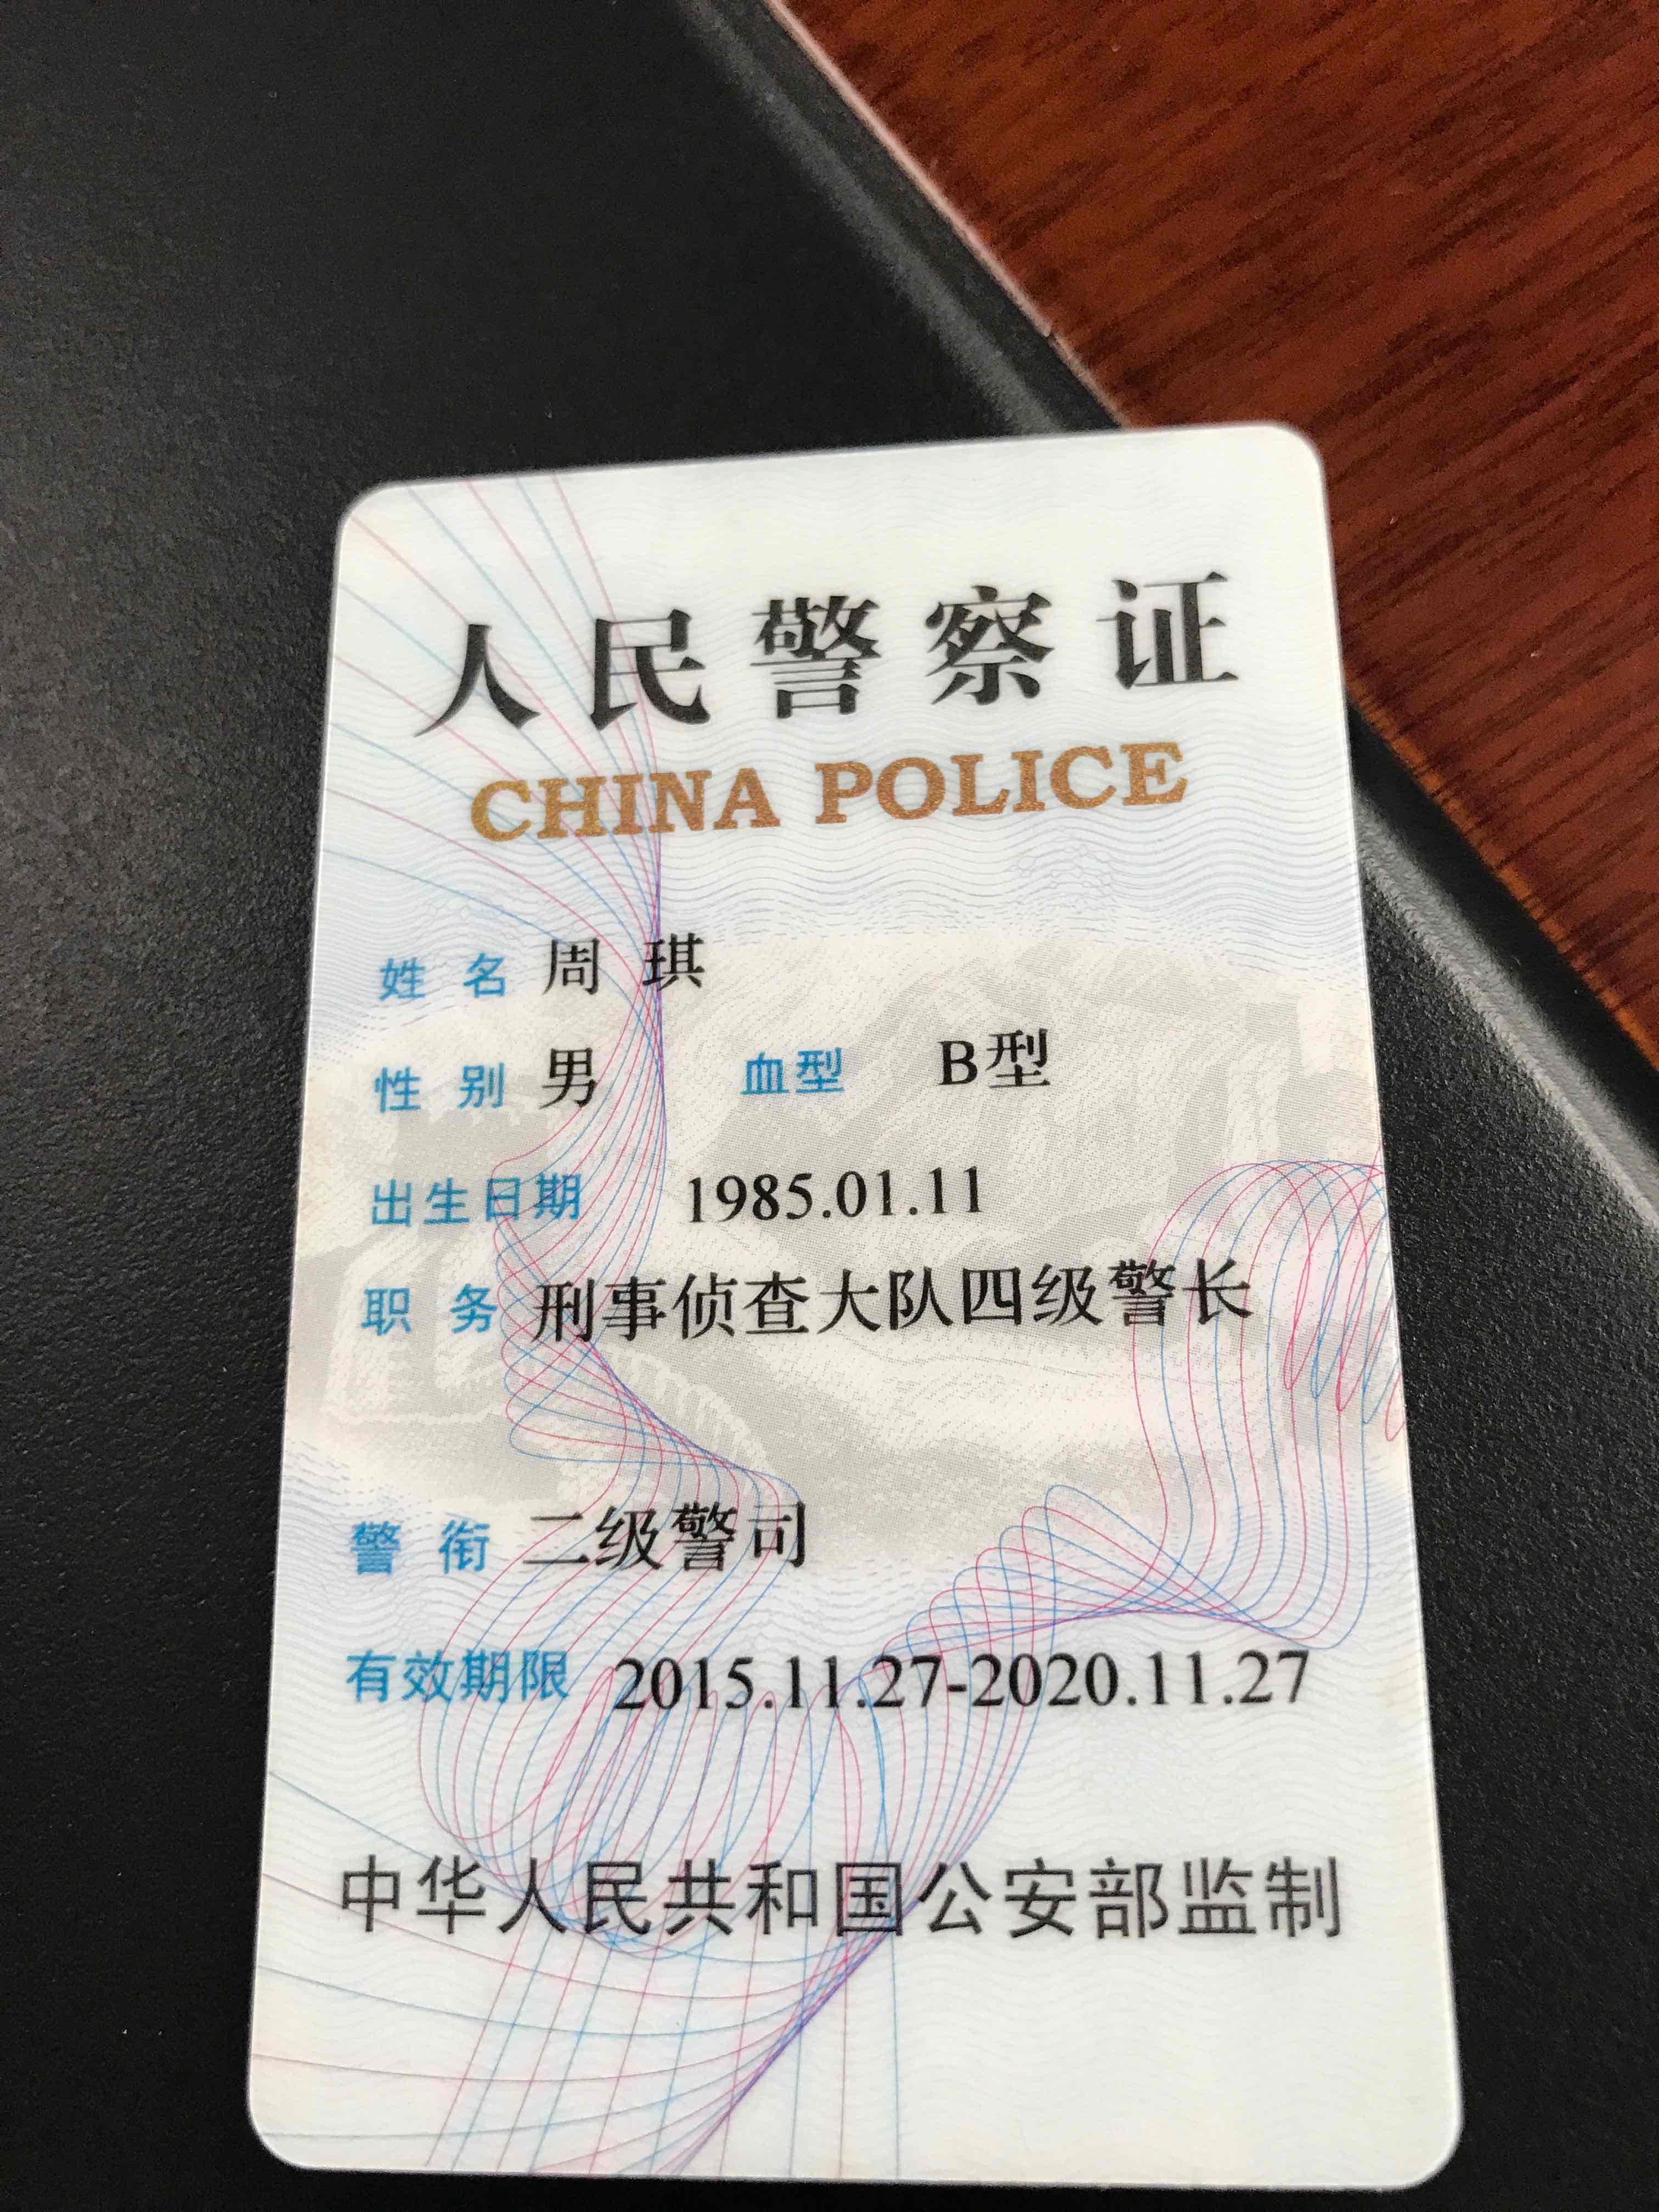 人民警察证
CHINA POLICE
姓名 周琪
性别 男 血型 B型
出生日期 1985.01.11
职务 刑事侦查大队四级警长
警衔 二级警司
有效期限 2015.11.27-2020.11.27
中华人民共和国公安部监制